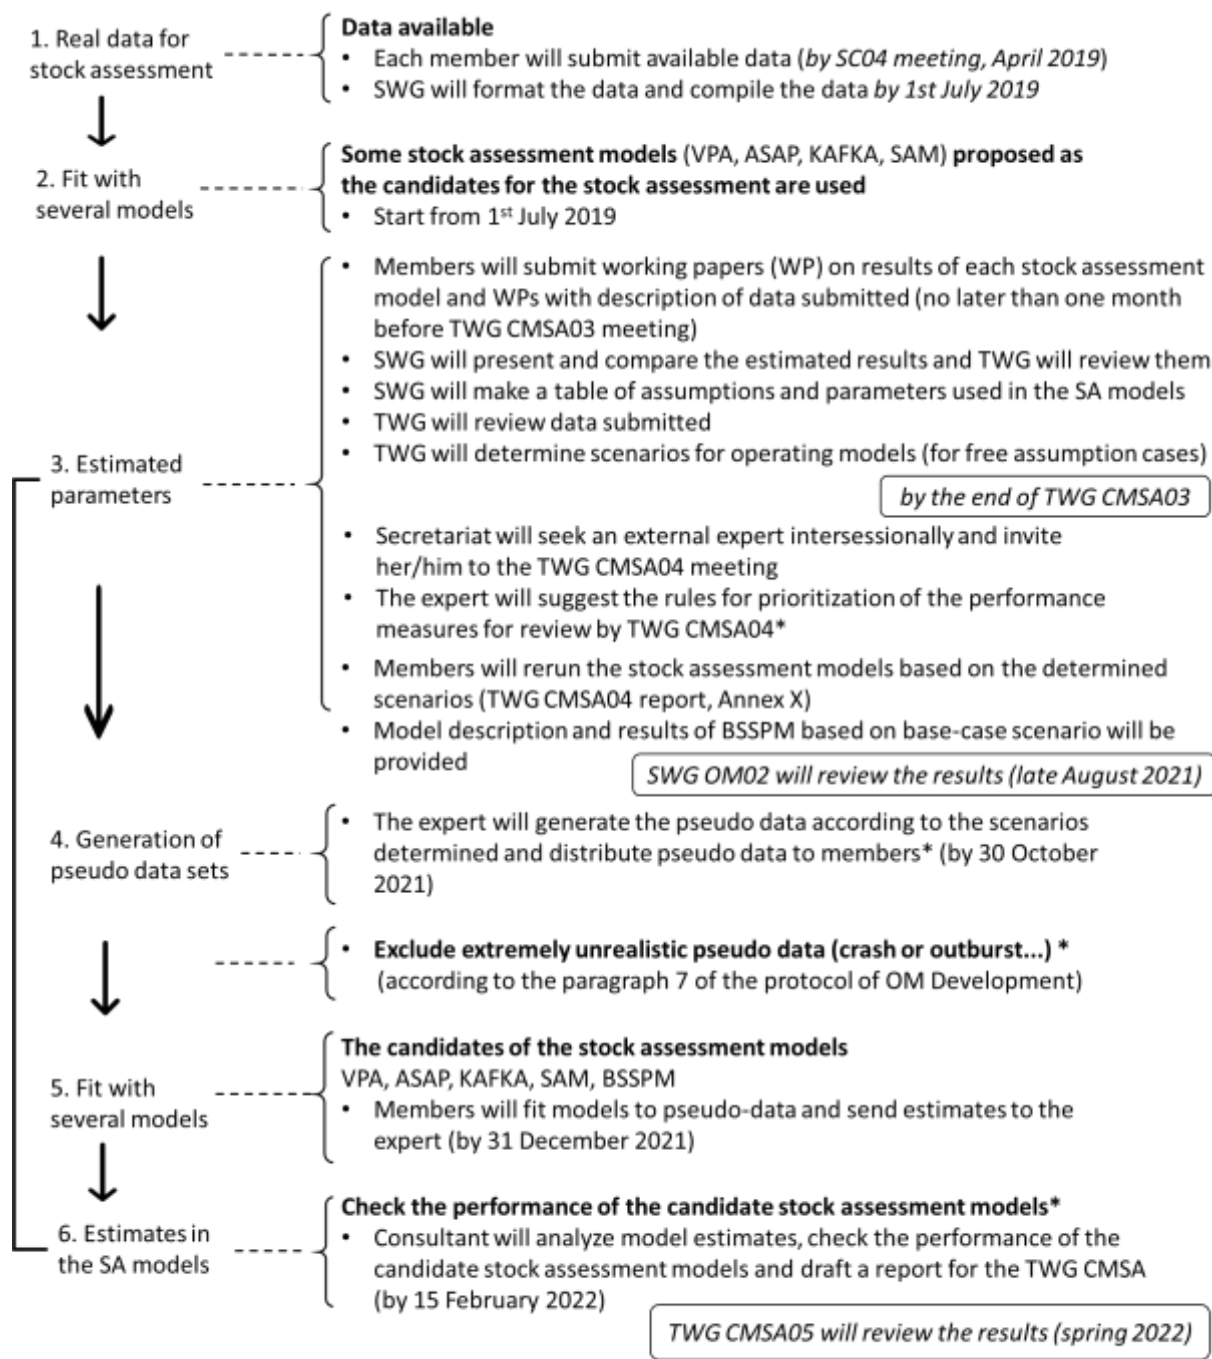 1. Real data for
stock assessment
Data available
• Each member will submit available data (by SC04 meeting, April 2019)
• SWG will format the data and compile the data by 1st July 2019
2. Fit with
several models
Some stock assessment models (VPA, ASAP, KAFKA, SAM) proposed as
the candidates for the stock assessment are used
• Start from 1st July 2019
3. Estimated
parameters
• Members will submit working papers (WP) on results of each stock assessment
model and WPs with description of data submitted (no later than one month
before TWG CMSA03 meeting)
• SWG will present and compare the estimated results and TWG will review them
• SWG will make a table of assumptions and parameters used in the SA models
• TWG will review data submitted
• TWG will determine scenarios for operating models (for free assumption cases)
by the end of TWG CMSA03
• Secretariat will seek an external expert intersessionally and invite
her/him to the TWG CMSA04 meeting
• The expert will suggest the rules for prioritization of the performance
measures for review by TWG CMSA04*
• Members will rerun the stock assessment models based on the determined
scenarios (TWG CMSA04 report, Annex X)
• Model description and results of BSSPM based on base-case scenario will be
provided
SWG OM02 will review the results (late August 2021)
4. Generation of
pseudo data sets
• The expert will generate the pseudo data according to the scenarios
determined and distribute pseudo data to members* (by 30 October
2021)
• Exclude extremely unrealistic pseudo data (crash or outburst...) *
(according to the paragraph 7 of the protocol of OM Development)
5. Fit with
several models
The candidates of the stock assessment models
VPA, ASAP, KAFKA, SAM, BSSPM
• Members will fit models to pseudo-data and send estimates to the
expert (by 31 December 2021)
6. Estimates in
the SA models
Check the performance of the candidate stock assessment models*
• Consultant will analyze model estimates, check the performance of the
candidate stock assessment models and draft a report for the TWG CMSA
(by 15 February 2022)
TWG CMSA05 will review the results (spring 2022)